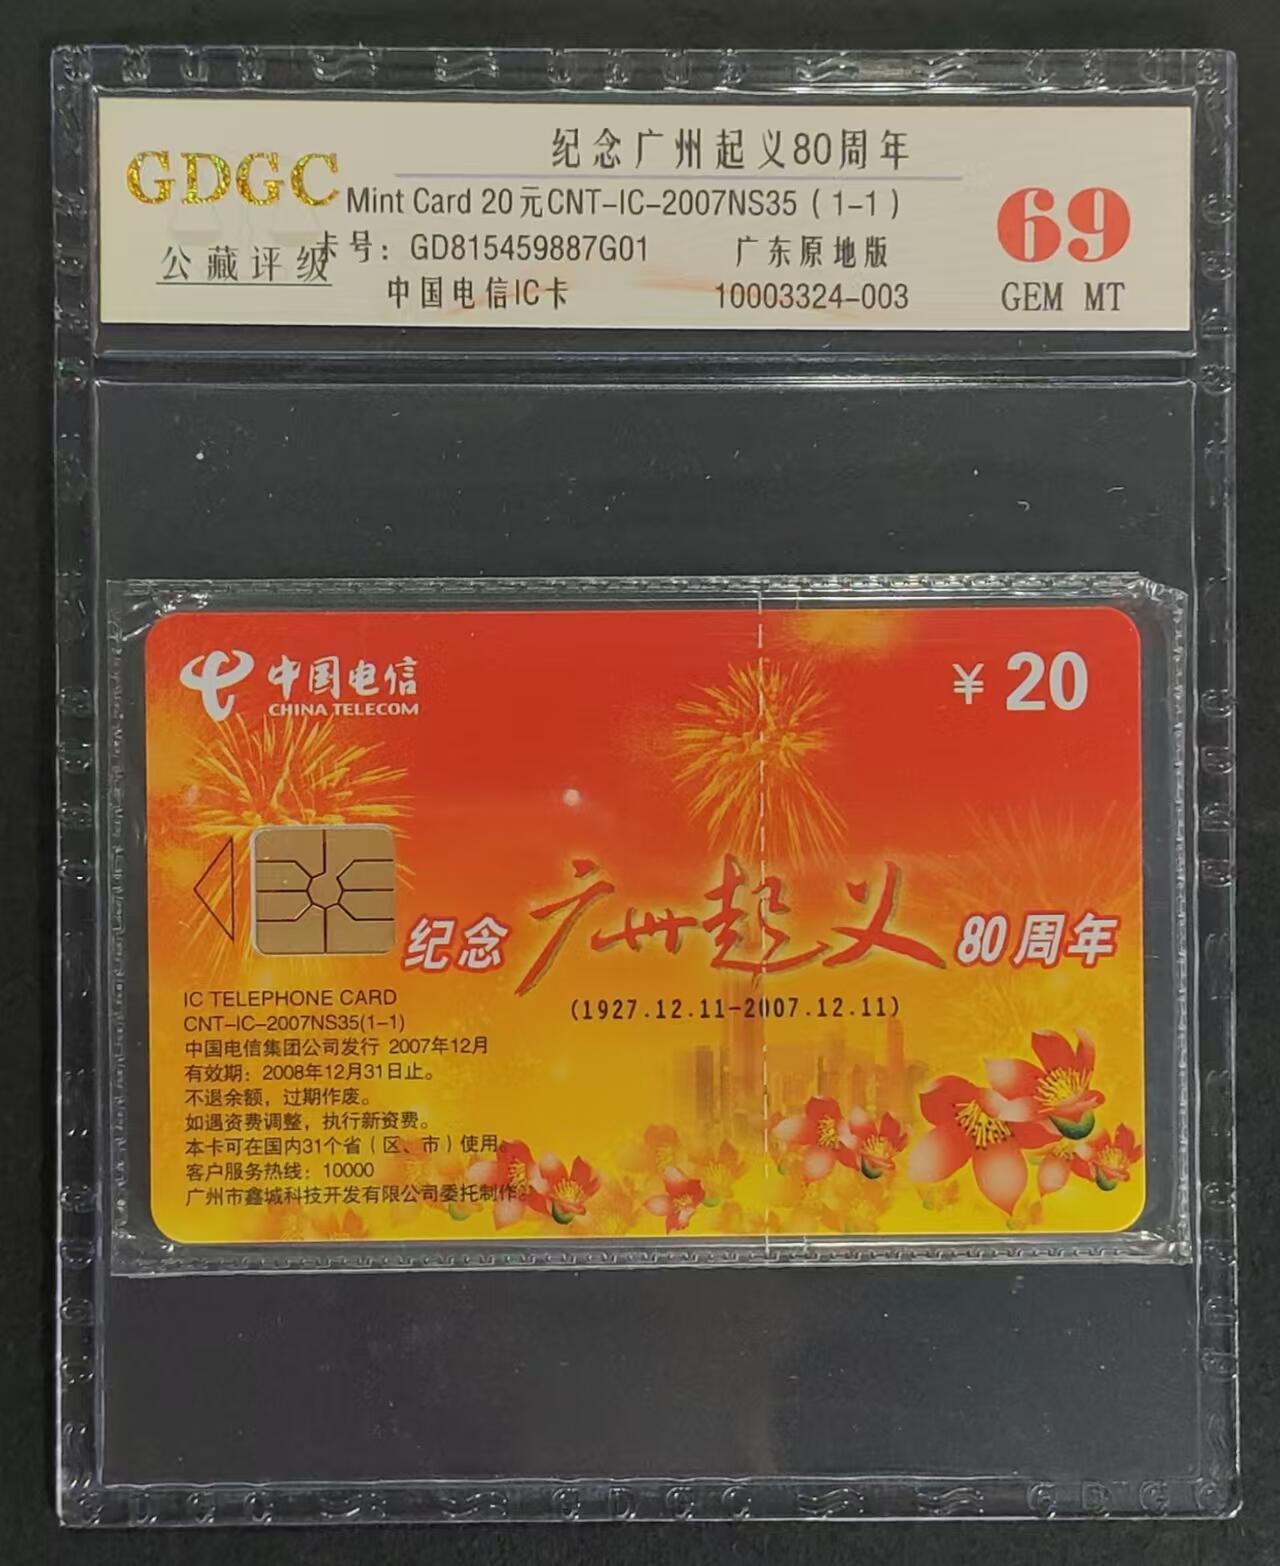 GDGC
公藏评级
纪念广州起义80周年
Mint Card 20元CNT-IC-2007NS35(1-1)
卡号: GD815459887G01 广东原地版
中国电信IC卡 10003324-003
69
GEM MT
中国电信
CHINA TELECOM
¥20
纪念 广州起义 80周年
(1927.12.11-2007.12.11)
IC TELEPHONE CARD
CNT-IC-2007NS35(1-1)
中国电信集团公司发行 2007年12月
有效期: 2008年12月31日止。
不退余额，过期作废。
如遇资费调整，执行新资费。
本卡可在国内31个省(区、市)使用。
客户服务热线: 10000
广州市鑫城科技开发有限公司委托制作